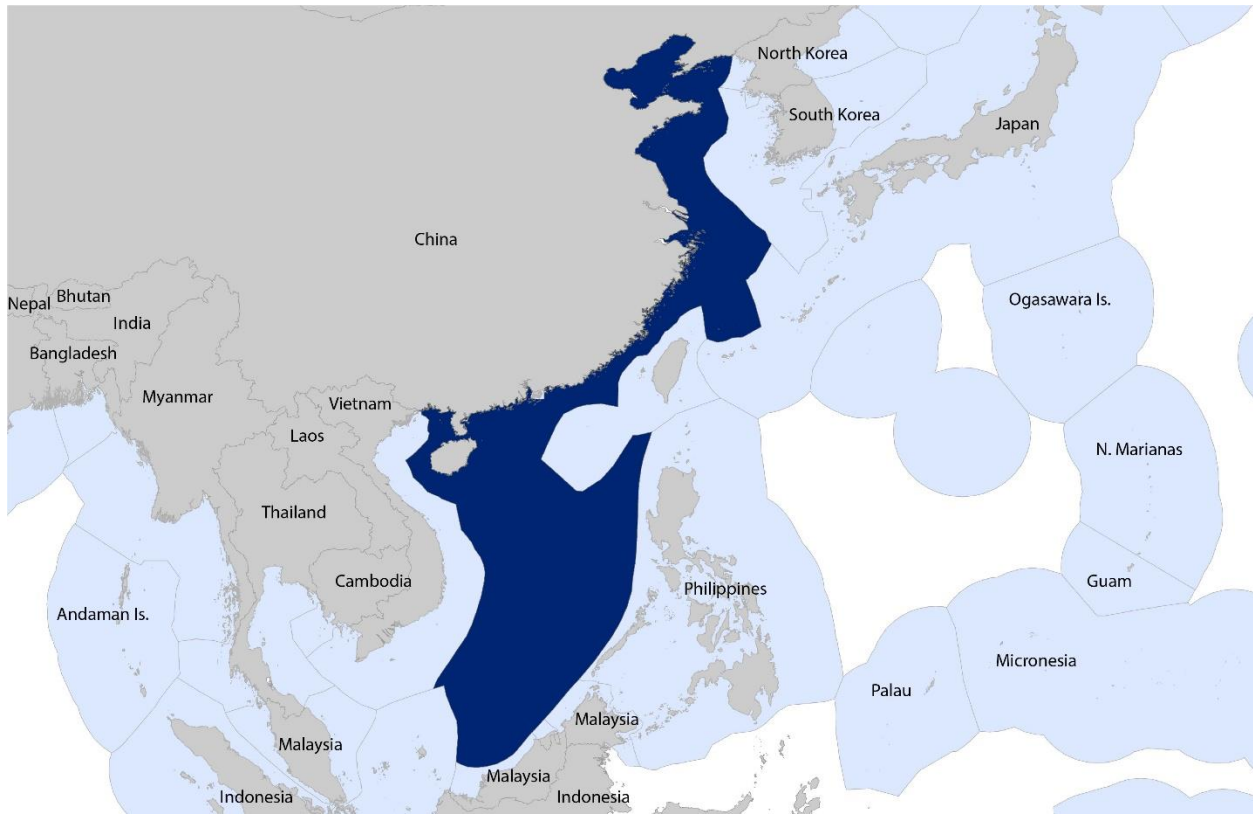 North Korea
South Korea
Japan
China
Nepal
Bhutan
India
Ogasawara Is.
Bangladesh
Myanmar
Vietnam
Laos
N. Marianas
Thailand
Cambodia
Guam
Philippines
Andaman Is.
Micronesia
Palau
Malaysia
Malaysia
Malaysia
Indonesia
Indonesia